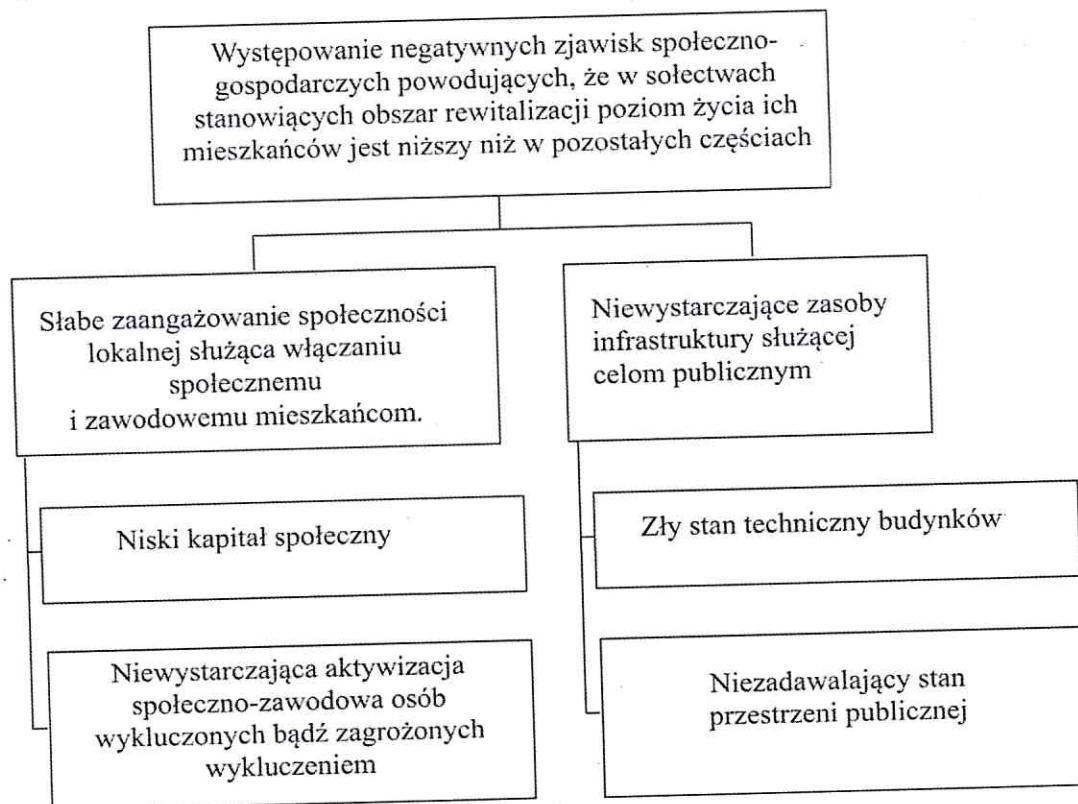 Występowanie negatywnych zjawisk społeczno-
gospodarczych powodujących, że w sołectwach
stanowiących obszar rewitalizacji poziom życia ich
mieszkańców jest niższy niż w pozostałych częściach
Słabe zaangażowanie społeczności
lokalnej służąca włączaniu
społecznemu
i zawodowemu mieszkańcom.
Niewystarczające zasoby
infrastruktury służącej
celom publicznym
Niski kapitał społeczny
Zły stan techniczny budynków
Niewystarczająca aktywizacja
społeczno-zawodowa osób
wykluczonych bądź zagrożonych
wykluczeniem
Niezadawalający stan
przestrzeni publicznej